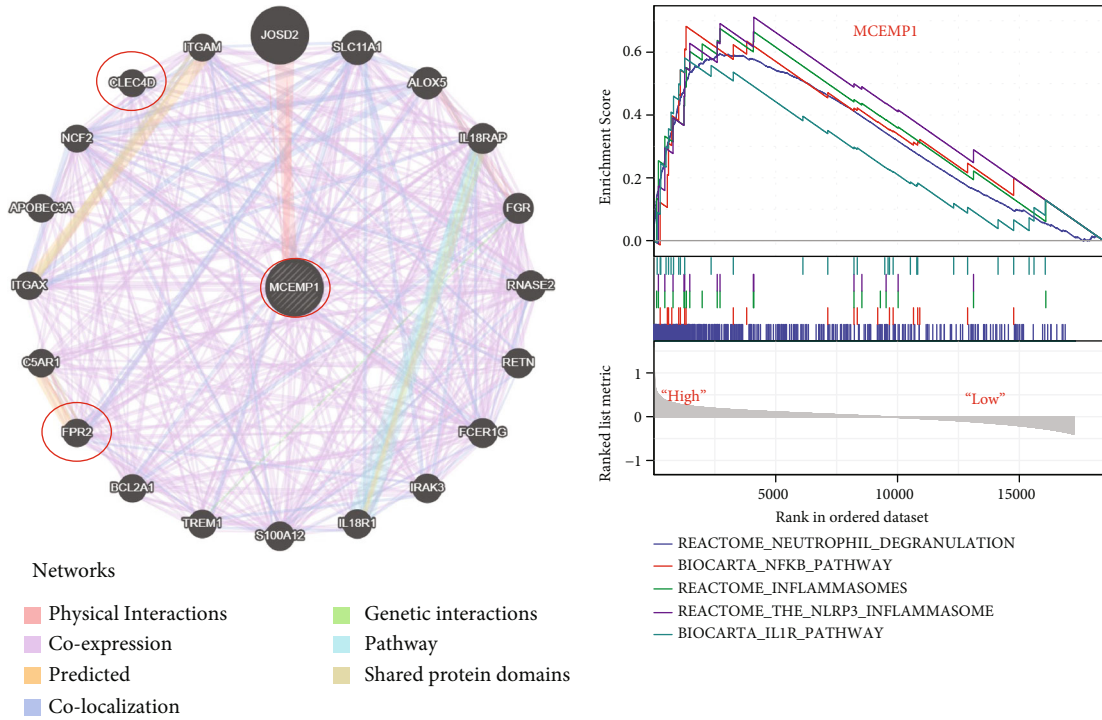 JOSD2
ITGAM
SLC11A1
CLEC4D
ALOX5
NCF2
IL18RAP
APOBEC3A
FGR
ITGAX
MCEMP1
RNASE2
C5AR1
RETN
FPR2
FCER1G
BCL2A1
IRAK3
TREM1
S100A12
IL18R1
Networks
Physical Interactions
Co-expression
Predicted
Co-localization
Genetic interactions
Pathway
Shared protein domains
MCEMP1
Enrichment Score
0.6
0.4
0.2
0.0
Ranked list metric
1
0
−1
“High”
“Low”
5000 10000 15000
Rank in ordered dataset
REACTOME_NEUTROPHIL_DEGRANULATION
BIOCARTA_NFKB_PATHWAY
REACTOME_INFLAMMASOMES
REACTOME_THE_NLRP3_INFLAMMASOME
BIOCARTA_IL1R_PATHWAY